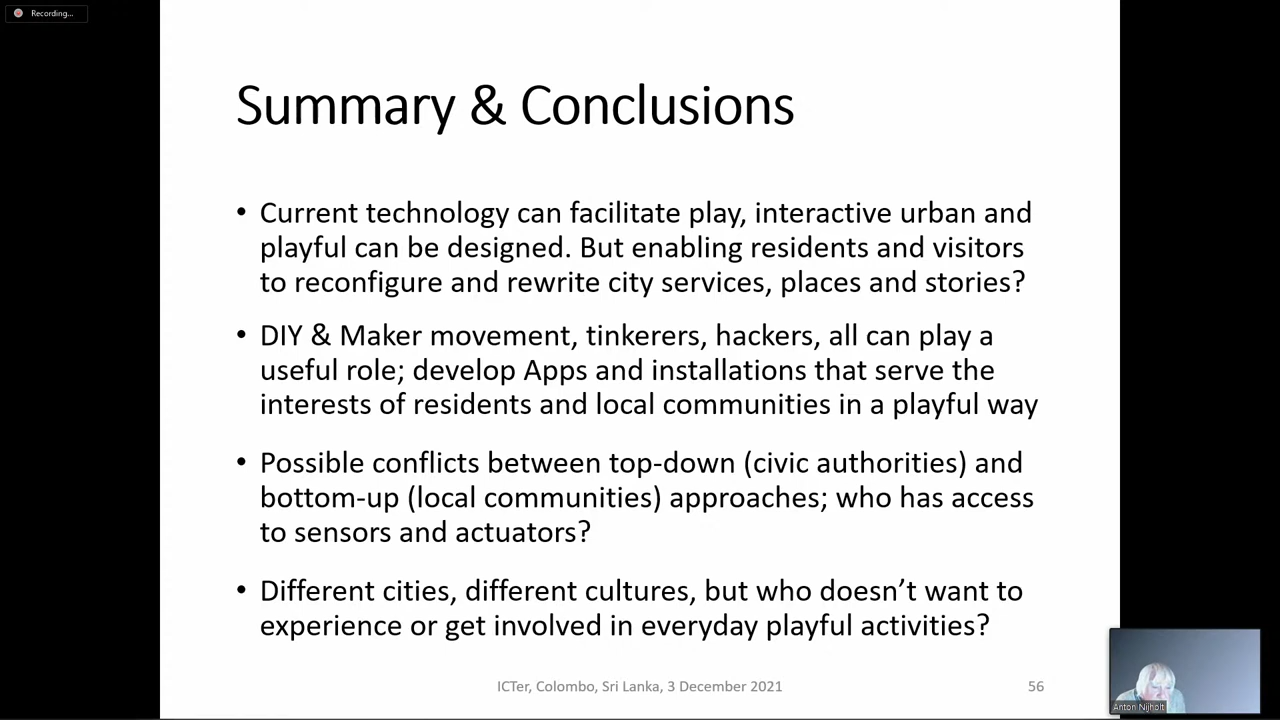 Recording...
Summary & Conclusions
• Current technology can facilitate play, interactive urban and
playful can be designed. But enabling residents and visitors
to reconfigure and rewrite city services, places and stories?
• DIY & Maker movement, tinkerers, hackers, all can play a
useful role; develop Apps and installations that serve the
interests of residents and local communities in a playful way
• Possible conflicts between top-down (civic authorities) and
bottom-up (local communities) approaches; who has access
to sensors and actuators?
• Different cities, different cultures, but who doesn’t want to
experience or get involved in everyday playful activities?
ICTer, Colombo, Sri Lanka, 3 December 2021
56
Anton Nijholt